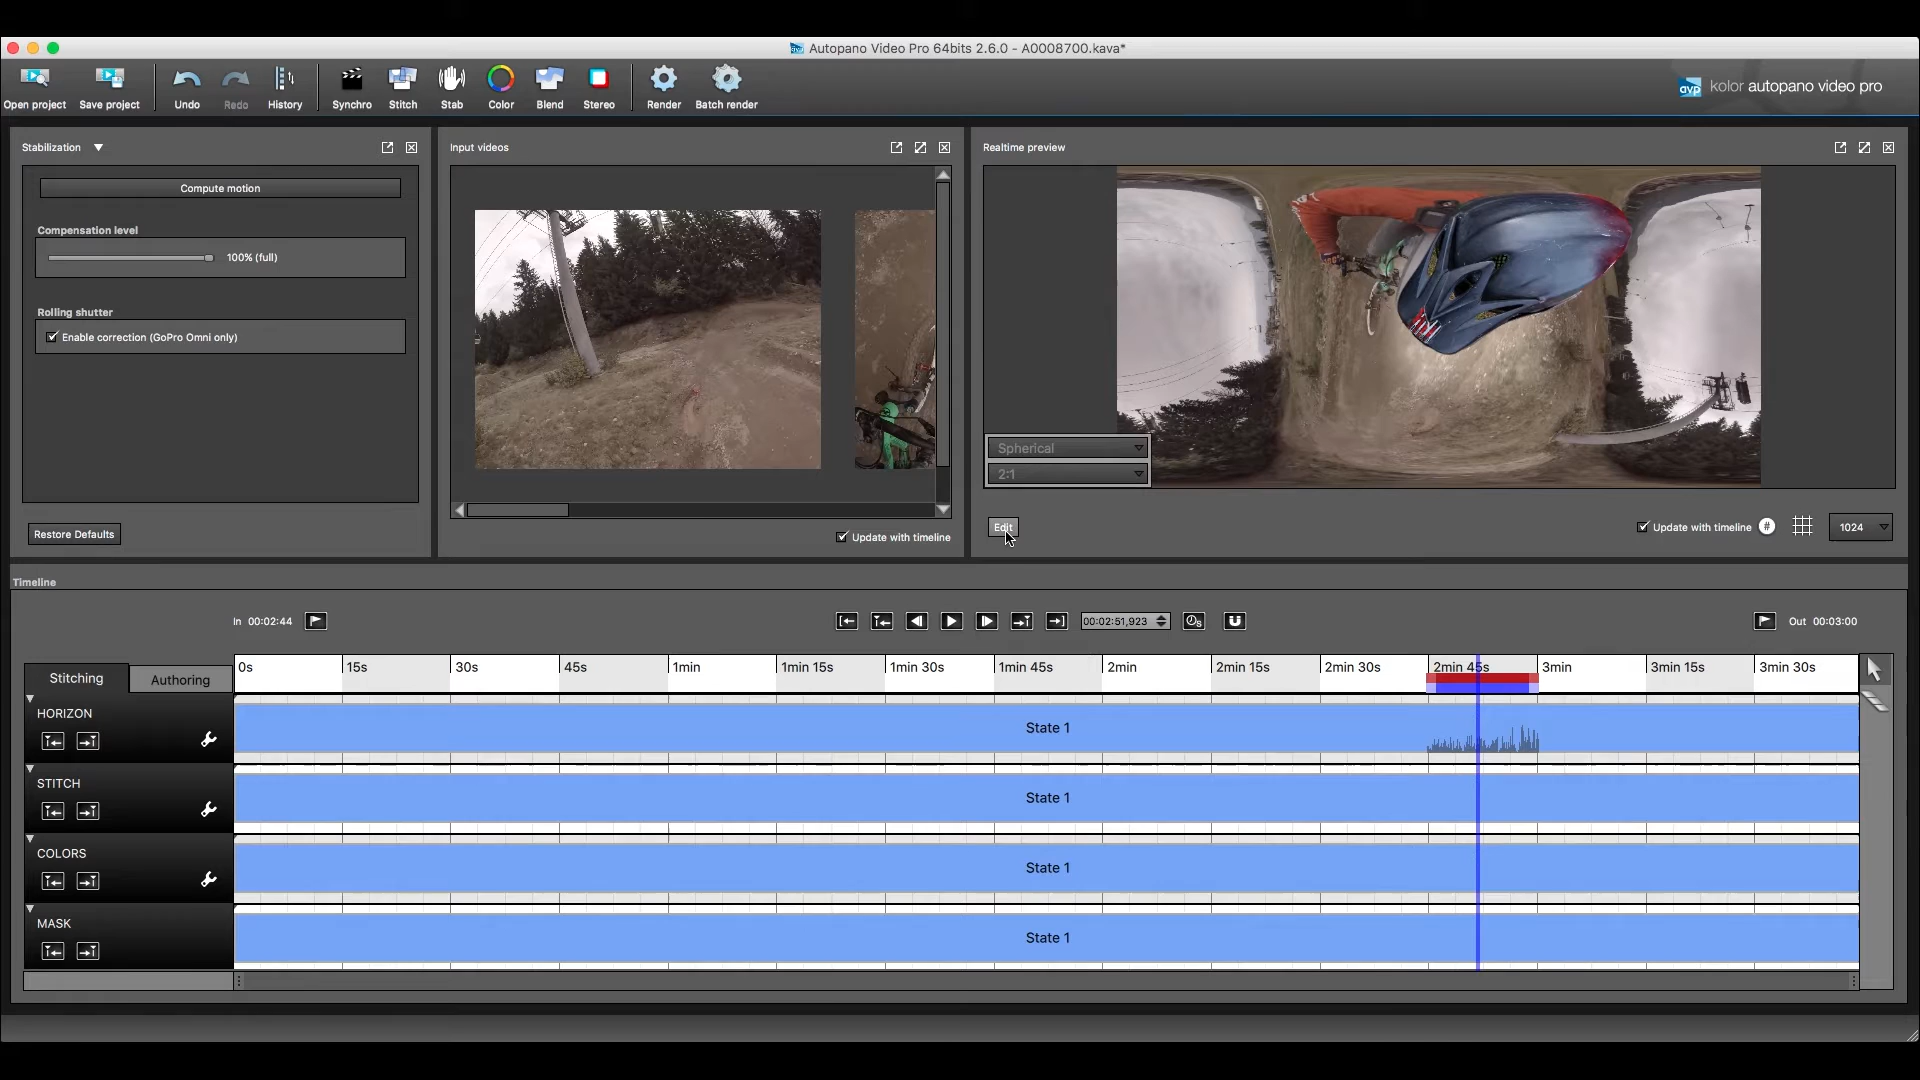 Autopano Video Pro 64bits 2.6.0 - A0008700.kava*
Open project Save project Undo Redo History Synchro Stitch Stab Color Blend Stereo Render Batch render
avp kolor autopano video pro
Stabilization
Compute motion
Compensation level
100% (full)
Rolling shutter
Enable correction (GoPro Omni only)
Restore Defaults
Input videos
Update with timeline
Realtime preview
Spherical
2:1
Edit
Update with timeline # 1024
Timeline
In 00:02:44 00:02:51,923 Out 00:03:00
Stitching Authoring
0s 15s 30s 45s 1min 1min 15s 1min 30s 1min 45s 2min 2min 15s 2min 30s 2min 45s 3min 3min 15s 3min 30s
HORIZON
State 1
STITCH
State 1
COLORS
State 1
MASK
State 1